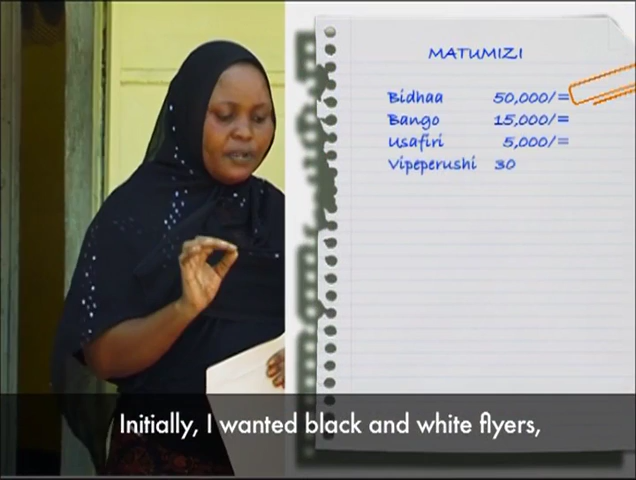 MATUMIZI
Bidhaa 50,000/=
Bango 15,000/=
Usafiri 5,000/=
Vipeperushi 30
Initially, I wanted black and white flyers,